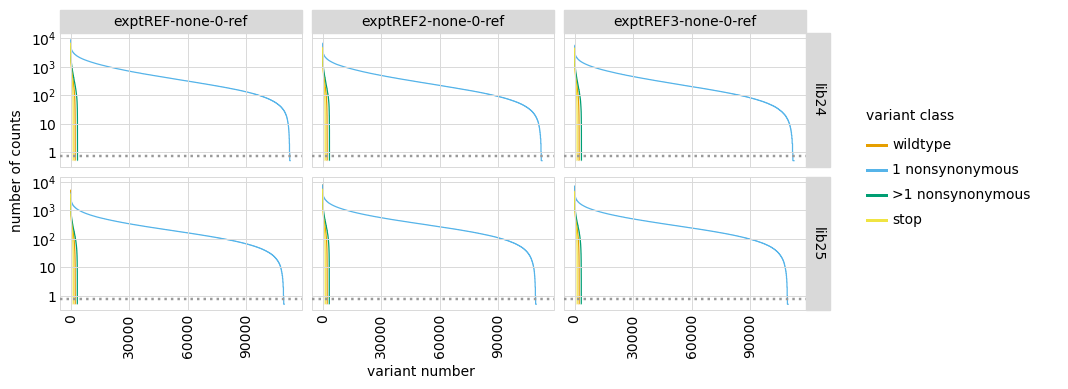 exptREF-none-0-ref exptREF2-none-0-ref exptREF3-none-0-ref
10⁴
10³
10²
10
1
lib24
10⁴
10³
10²
10
1
lib25
number of counts
0 30000 60000 90000 0 30000 60000 90000 0 30000 60000 90000
variant number
variant class
wildtype
1 nonsynonymous
>1 nonsynonymous
stop